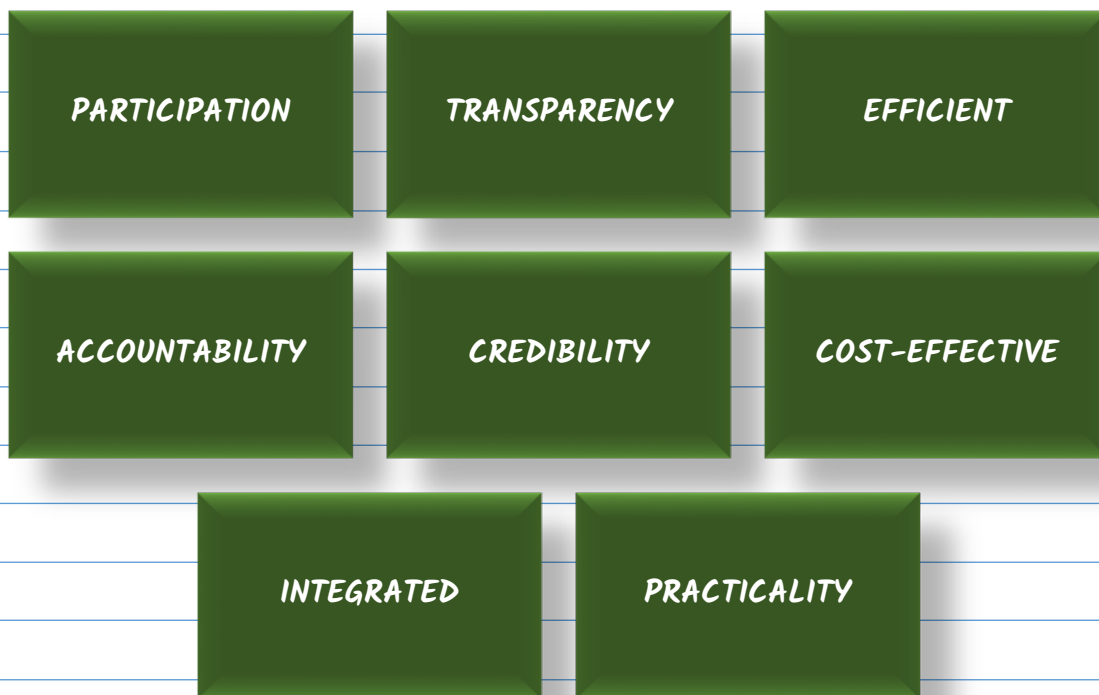 PARTICIPATION
TRANSPARENCY
EFFICIENT
ACCOUNTABILITY
CREDIBILITY
COST-EFFECTIVE
INTEGRATED
PRACTICALITY